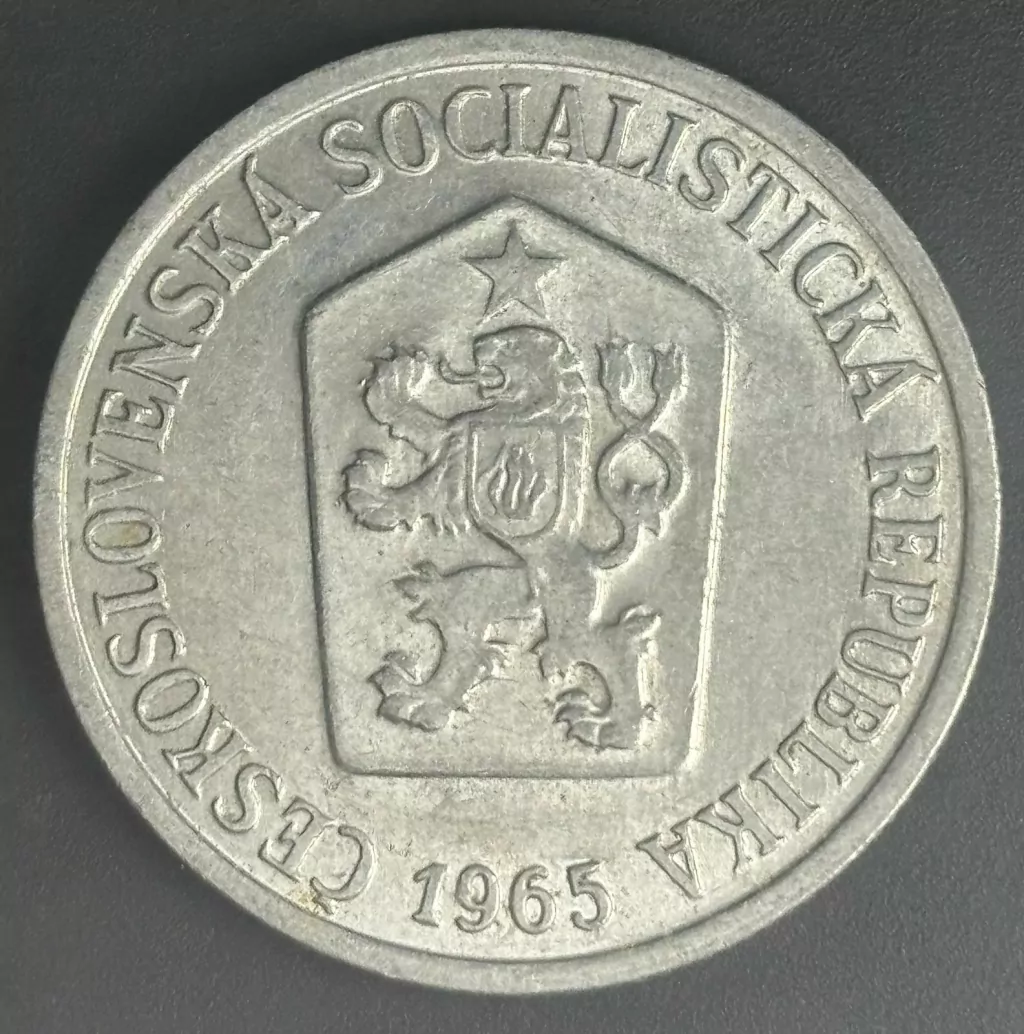 ČESKOSLOVENSKÁ SOCIALISTICKÁ REPUBLIKA
1965